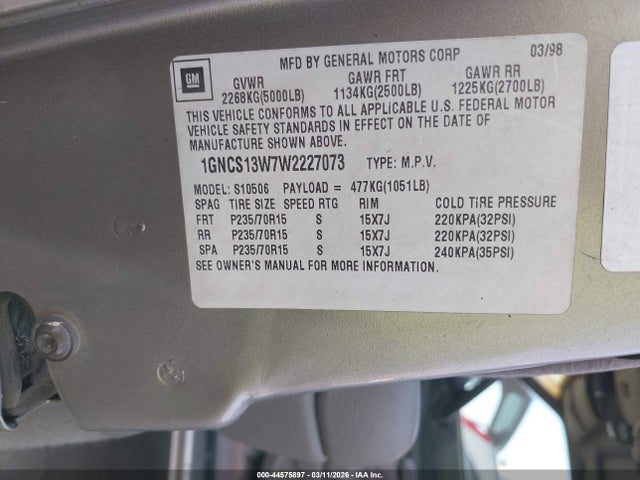 MFD BY GENERAL MOTORS CORP 03/98
GM
GVWR GAWR FRT GAWR RR
2268KG(5000LB) 1134KG(2500LB) 1225KG(2700LB)
THIS VEHICLE CONFORMS TO ALL APPLICABLE U.S. FEDERAL MOTOR
VEHICLE SAFETY STANDARDS IN EFFECT ON THE DATE OF
MANUFACTURE SHOWN ABOVE.
1GNCS13W7W2227073 TYPE: M.P.V.
MODEL: S10506 PAYLOAD = 477KG(1051LB)
SPAG TIRE SIZE SPEED RTG RIM COLD TIRE PRESSURE
FRT P235/70R15 S 15X7J 220KPA(32PSI)
RR P235/70R15 S 15X7J 220KPA(32PSI)
SPA P235/70R15 S 15X7J 240KPA(35PSI)
SEE OWNER'S MANUAL FOR MORE INFORMATION.
000-44575897 - 03/11/2026 - IAA Inc.